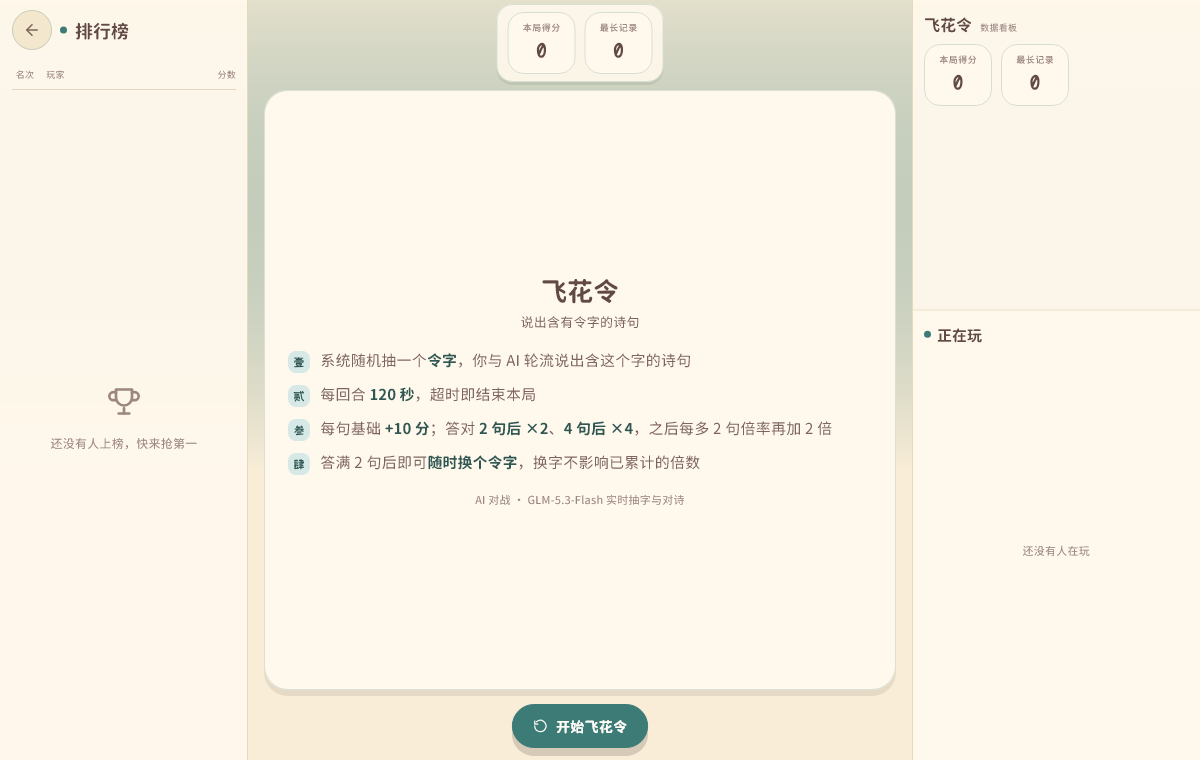 排行榜
名次 玩家 分数
还没有人上榜，快来抢第一
本局得分 最长记录
0 0
飞花令
说出含有令字的诗句
壹 系统随机抽一个令字，你与 AI 轮流说出含这个字的诗句
贰 每回合 120 秒，超时即结束本局
叁 每句基础 +10 分；答对 2 句后 ×2、4 句后 ×4，之后每多 2 句倍率再加 2 倍
肆 答满 2 句后即可随时换个令字，换字不影响已累计的倍数
AI 对战 · GLM-5.3-Flash 实时抽字与对诗
开始飞花令
飞花令 数据看板
本局得分 最长记录
0 0
正在玩
还没有人在玩